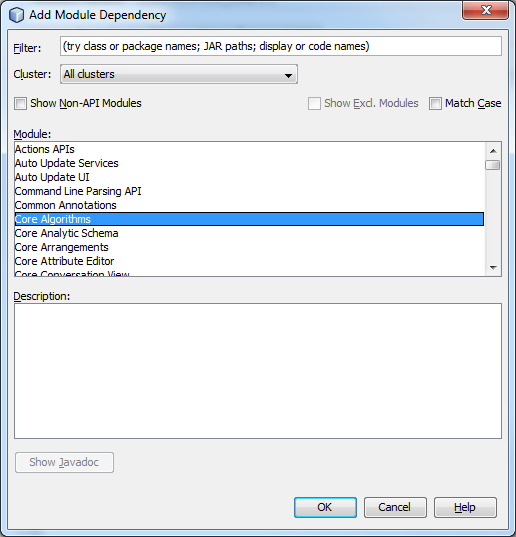 Add Module Dependency
Filter: (try class or package names; JAR paths; display or code names)
Cluster: All clusters
Show Non-API Modules Show Excl. Modules Match Case
Module:
Actions APIs
Auto Update Services
Auto Update UI
Command Line Parsing API
Common Annotations
Core Algorithms
Core Analytic Schema
Core Arrangements
Core Attribute Editor
Core Conversation View
Description:
Show Javadoc
OK Cancel Help